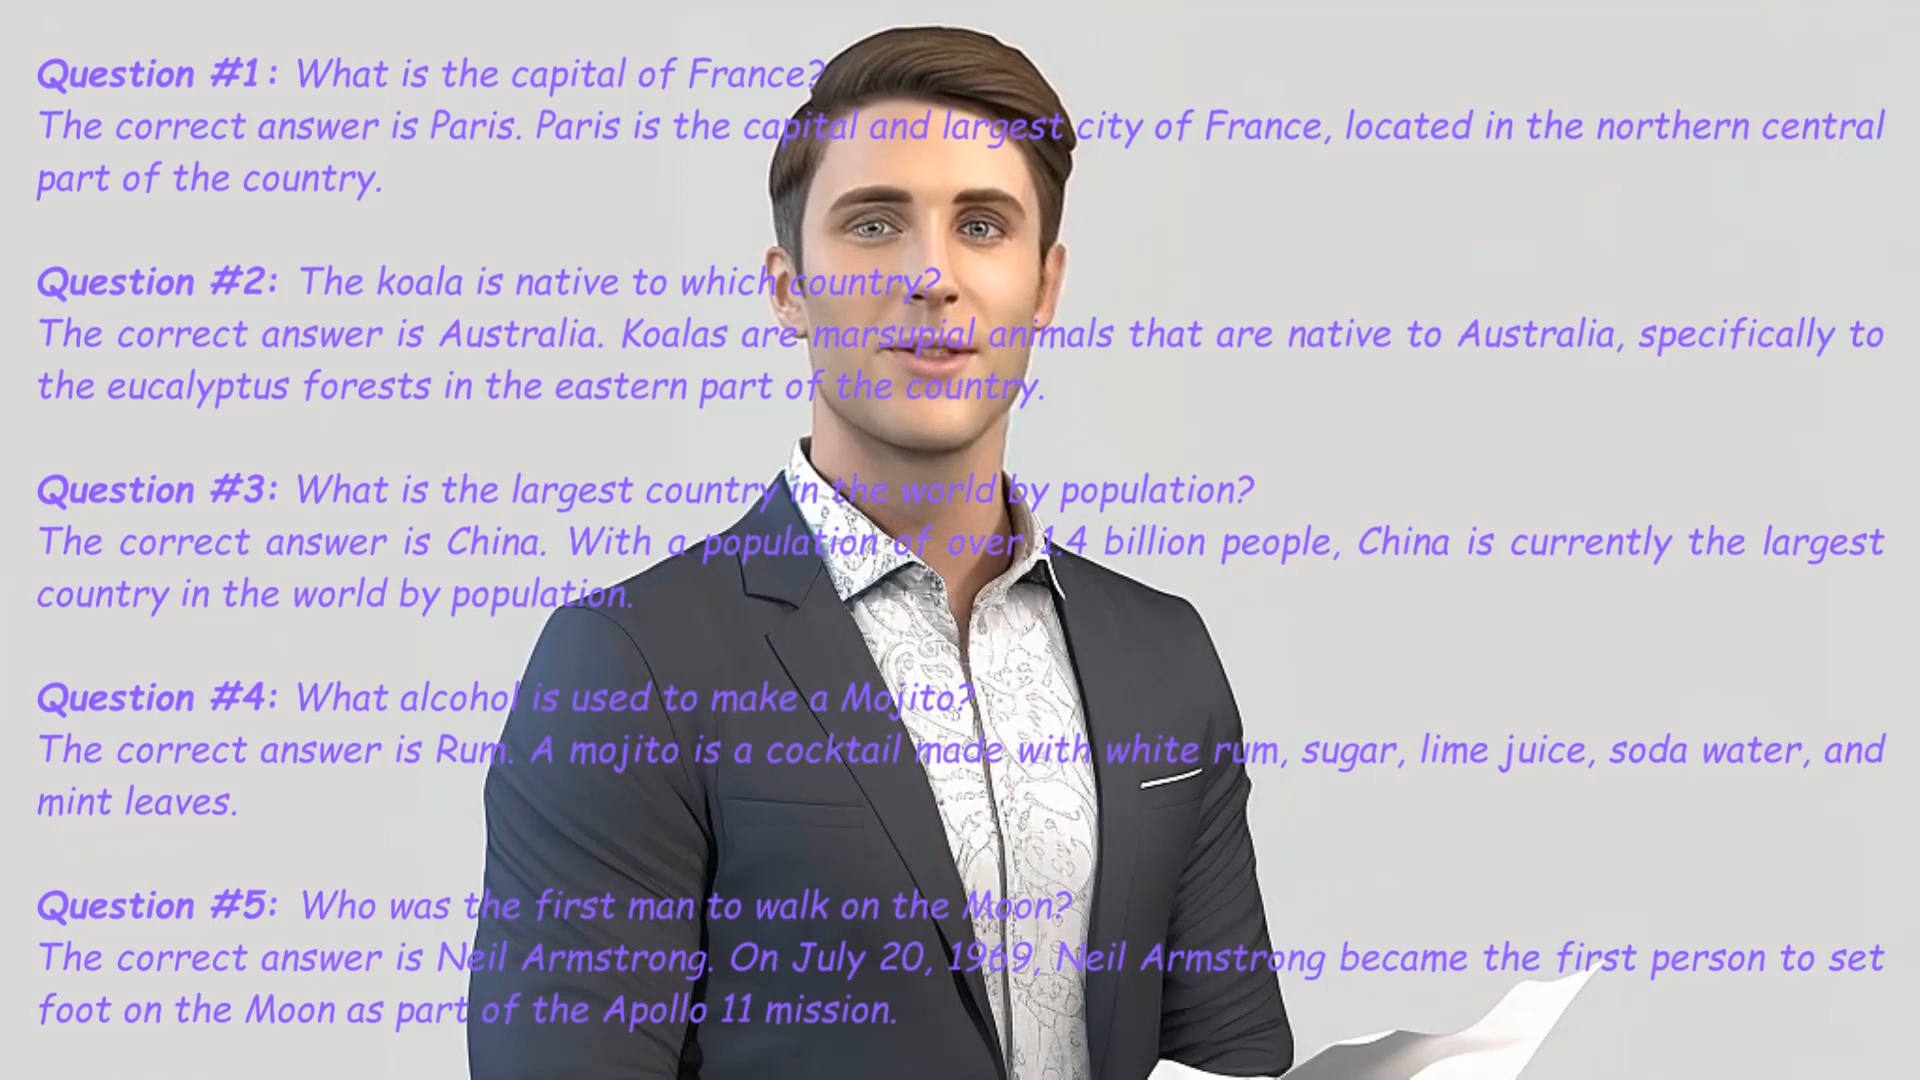 Question #1: What is the capital of France?
The correct answer is Paris. Paris is the capital and largest city of France, located in the northern central
part of the country.
Question #2: The koala is native to which country?
The correct answer is Australia. Koalas are marsupial animals that are native to Australia, specifically to
the eucalyptus forests in the eastern part of the country.
Question #3: What is the largest country in the world by population?
The correct answer is China. With a population of over 1.4 billion people, China is currently the largest
country in the world by population.
Question #4: What alcohol is used to make a Mojito?
The correct answer is Rum. A mojito is a cocktail made with white rum, sugar, lime juice, soda water, and
mint leaves.
Question #5: Who was the first man to walk on the Moon?
The correct answer is Neil Armstrong. On July 20, 1969, Neil Armstrong became the first person to set
foot on the Moon as part of the Apollo 11 mission.